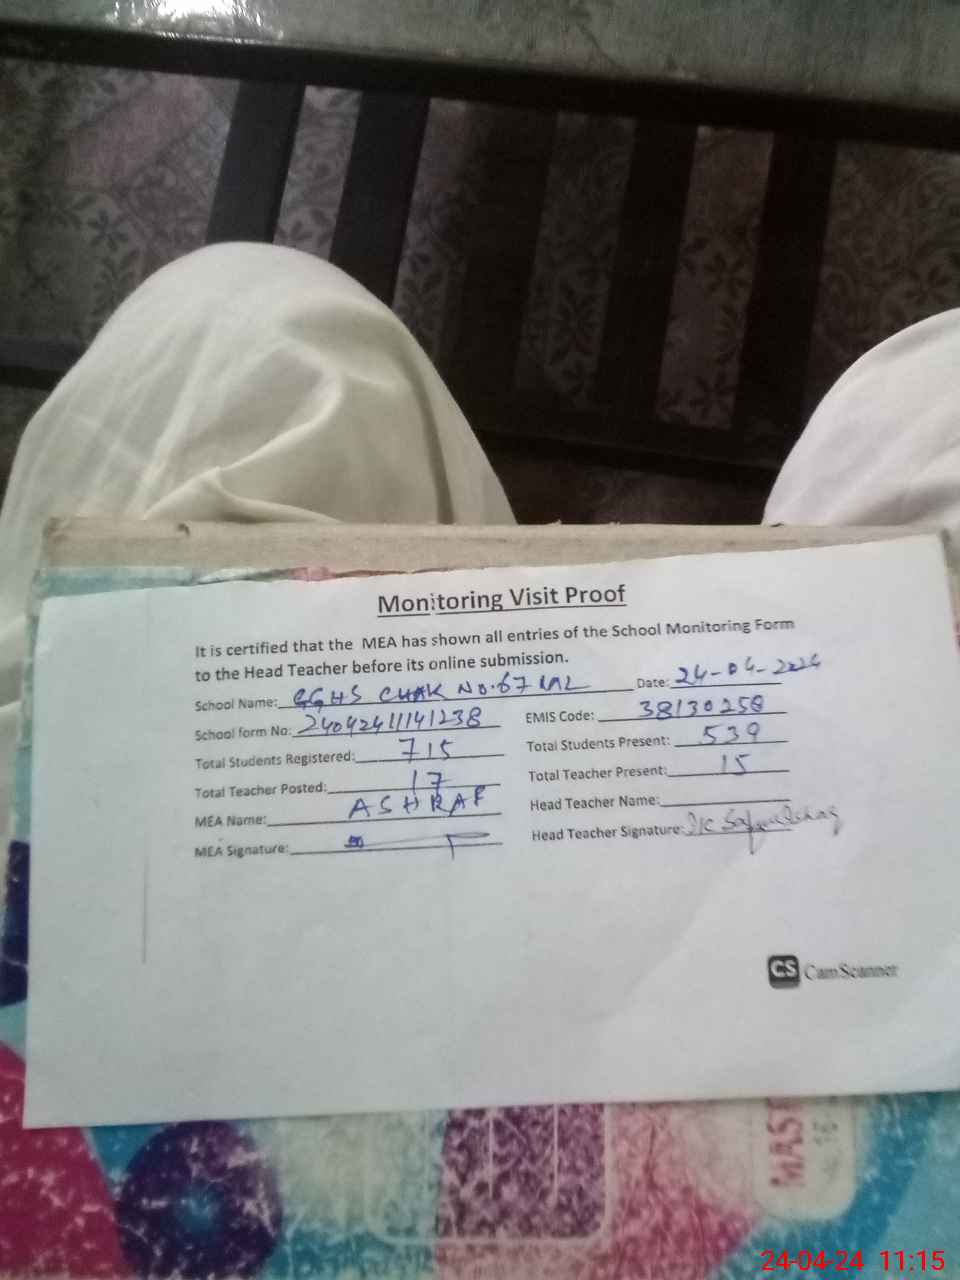 Monitoring Visit Proof
It is certified that the MEA has shown all entries of the School Monitoring Form
to the Head Teacher before its online submission.
School Name: GGHS CHAK NO.67 Date: 24-04-2024
School form No: 24042411141238 EMIS Code: 38130258
Total Students Registered: 715 Total Students Present: 539
Total Teacher Posted: 17 Total Teacher Present: 15
MEA Name: ASHRAF Head Teacher Name:
MEA Signature: Head Teacher Signature:
CS CamScanner
MAS
24-04-24 11:15